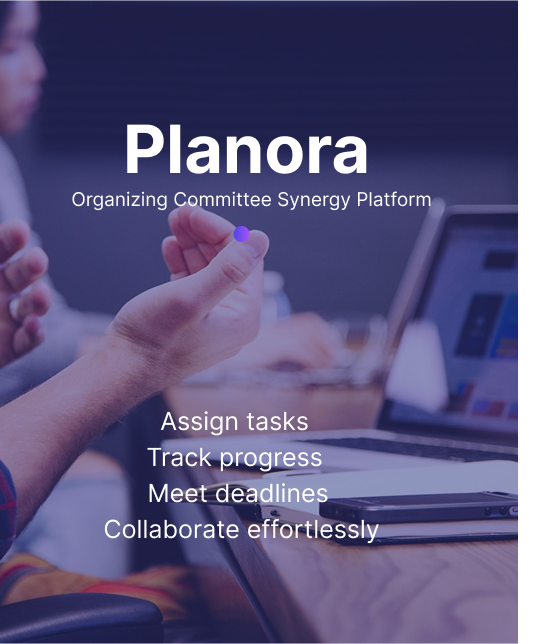 Planora
Organizing Committee Synergy Platform
Assign tasks
Track progress
Meet deadlines
Collaborate effortlessly